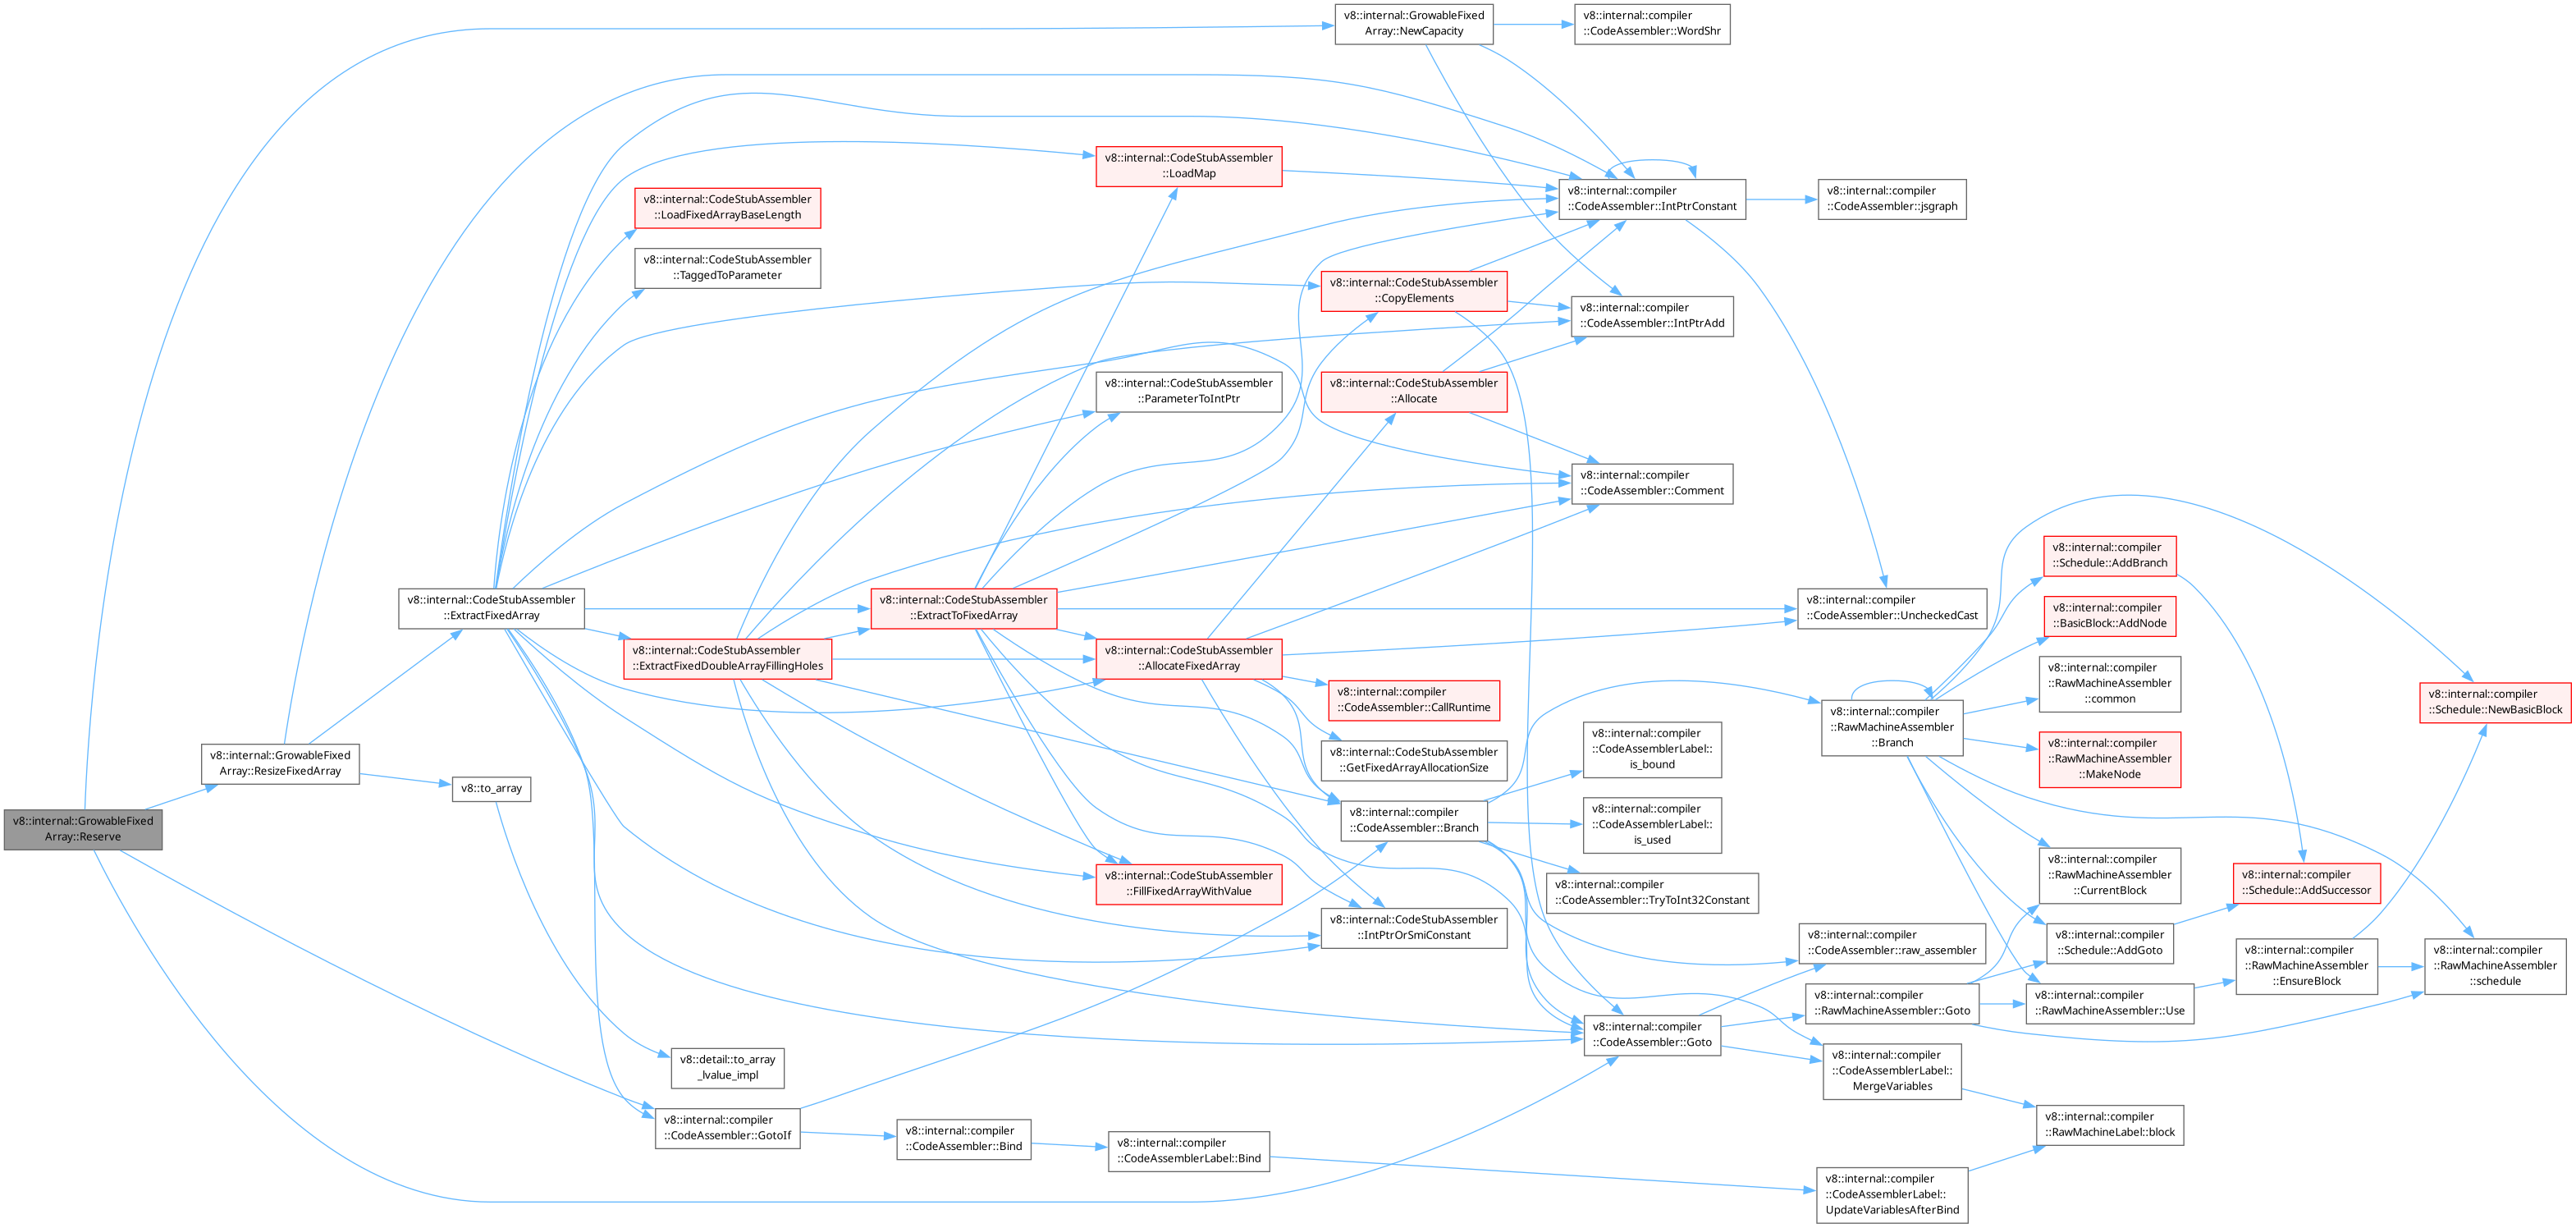 v8::internal::GrowableFixed
Array::Reserve
v8::internal::GrowableFixed
Array::ResizeFixedArray
v8::internal::CodeStubAssembler
::ExtractFixedArray
v8::to_array
v8::internal::CodeStubAssembler
::LoadFixedArrayBaseLength
v8::internal::CodeStubAssembler
::TaggedToParameter
v8::internal::CodeStubAssembler
::ExtractFixedDoubleArrayFillingHoles
v8::detail::to_array
_lvalue_impl
v8::internal::compiler
::CodeAssembler::GotoIf
v8::internal::CodeStubAssembler
::ExtractToFixedArray
v8::internal::compiler
::CodeAssembler::Bind
v8::internal::CodeStubAssembler
::LoadMap
v8::internal::CodeStubAssembler
::ParameterToIntPtr
v8::internal::CodeStubAssembler
::AllocateFixedArray
v8::internal::CodeStubAssembler
::FillFixedArrayWithValue
v8::internal::compiler
::CodeAssemblerLabel::Bind
v8::internal::GrowableFixed
Array::NewCapacity
v8::internal::CodeStubAssembler
::CopyElements
v8::internal::CodeStubAssembler
::Allocate
v8::internal::compiler
::CodeAssembler::CallRuntime
v8::internal::CodeStubAssembler
::GetFixedArrayAllocationSize
v8::internal::compiler
::CodeAssembler::Branch
v8::internal::CodeStubAssembler
::IntPtrOrSmiConstant
v8::internal::compiler
::CodeAssembler::WordShr
v8::internal::compiler
::CodeAssembler::IntPtrConstant
v8::internal::compiler
::CodeAssembler::IntPtrAdd
v8::internal::compiler
::CodeAssembler::Comment
v8::internal::compiler
::CodeAssemblerLabel::
is_bound
v8::internal::compiler
::CodeAssemblerLabel::
is_used
v8::internal::compiler
::CodeAssembler::TryToInt32Constant
v8::internal::compiler
::CodeAssembler::Goto
v8::internal::compiler
::CodeAssembler::jsgraph
v8::internal::compiler
::CodeAssembler::UncheckedCast
v8::internal::compiler
::RawMachineAssembler
::Branch
v8::internal::compiler
::CodeAssembler::raw_assembler
v8::internal::compiler
::RawMachineAssembler::Goto
v8::internal::compiler
::CodeAssemblerLabel::
MergeVariables
v8::internal::compiler
::CodeAssemblerLabel::
UpdateVariablesAfterBind
v8::internal::compiler
::Schedule::AddBranch
v8::internal::compiler
::BasicBlock::AddNode
v8::internal::compiler
::RawMachineAssembler
::common
v8::internal::compiler
::RawMachineAssembler
::MakeNode
v8::internal::compiler
::RawMachineAssembler
::CurrentBlock
v8::internal::compiler
::Schedule::AddGoto
v8::internal::compiler
::RawMachineAssembler::Use
v8::internal::compiler
::RawMachineLabel::block
v8::internal::compiler
::Schedule::AddSuccessor
v8::internal::compiler
::RawMachineAssembler
::EnsureBlock
v8::internal::compiler
::Schedule::NewBasicBlock
v8::internal::compiler
::RawMachineAssembler
::schedule